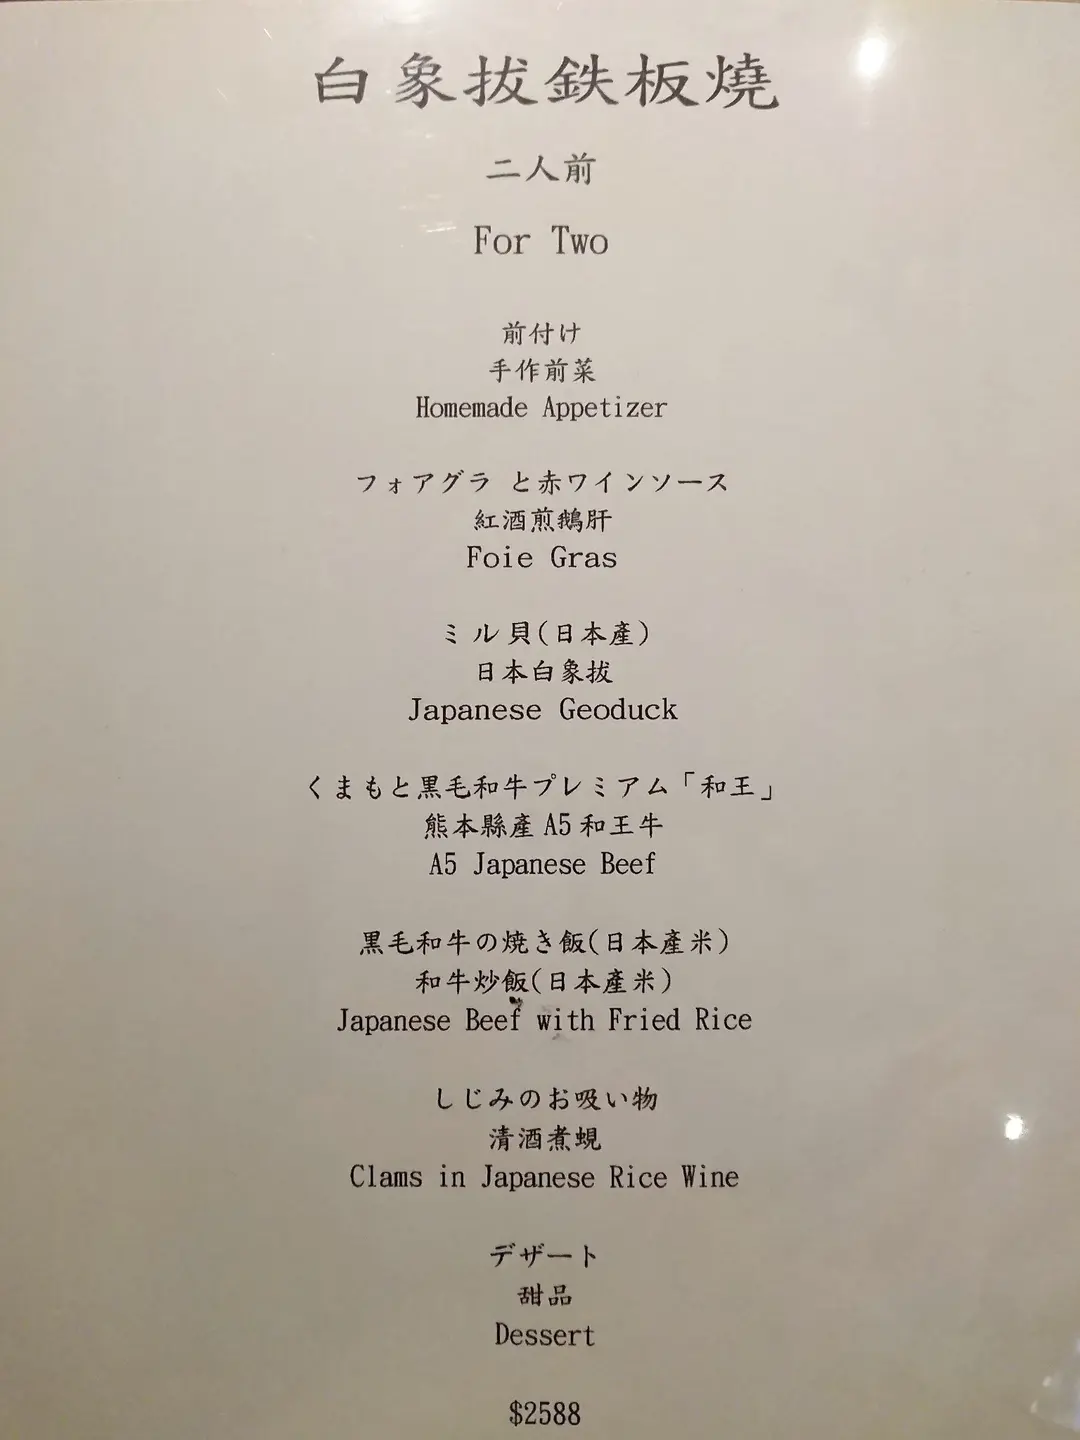 白象拔鉄板燒
二人前
For Two
前付け
手作前菜
Homemade Appetizer
フォアグラ と赤ワインソース
紅酒煎鵝肝
Foie Gras
ミル貝(日本產)
日本白象拔
Japanese Geoduck
くまもと黒毛和牛プレミアム「和王」
熊本縣產 A5 和王牛
A5 Japanese Beef
黒毛和牛の焼き飯(日本產米)
和牛炒飯(日本產米)
Japanese Beef with Fried Rice
しじみのお吸い物
清酒煮蜆
Clams in Japanese Rice Wine
デザート
甜品
Dessert
$2588